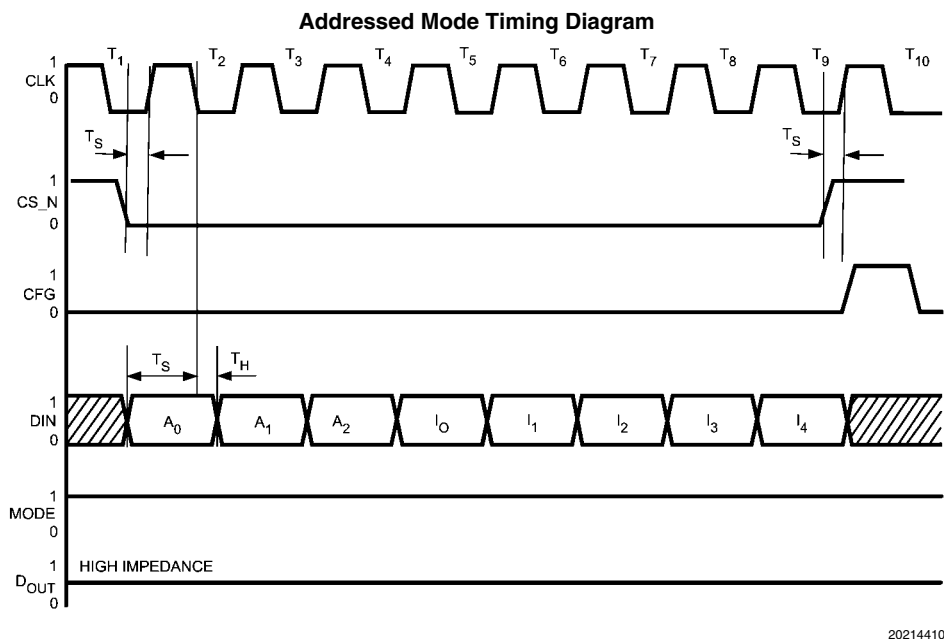 Addressed Mode Timing Diagram
T1 T2 T3 T4 T5 T6 T7 T8 T9 T10
1
CLK
0
TS TS
1
CS_N
0
1
CFG
0
TS TH
1
DIN A0 A1 A2 IO I1 I2 I3 I4
0
1
MODE
0
1 HIGH IMPEDANCE
DOUT
0
20214410